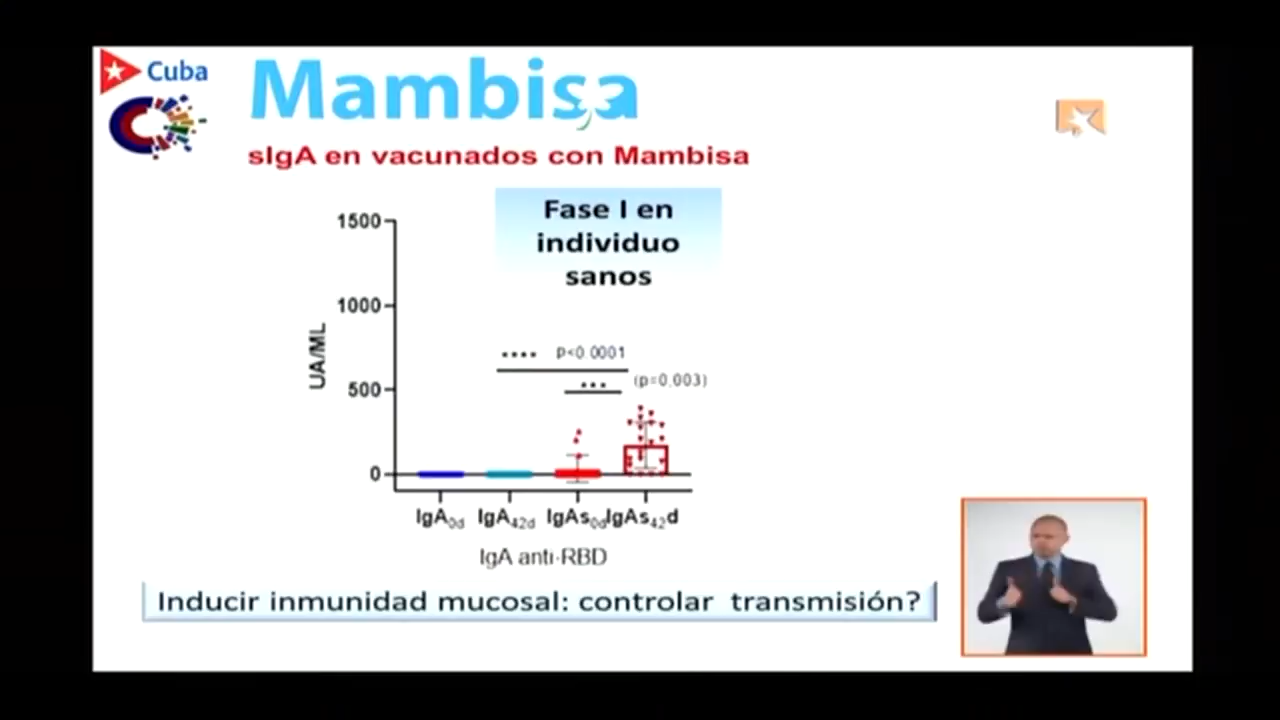 Cuba
Mambisa
sIgA en vacunados con Mambisa
Fase I en
individuo
sanos
1500
1000
500
0
UA/ML
**** p<0.0001
*** (p=0.003)
IgA0d IgA42d IgAs0d IgAs42d
IgA anti-RBD
Inducir inmunidad mucosal: controlar transmisión?